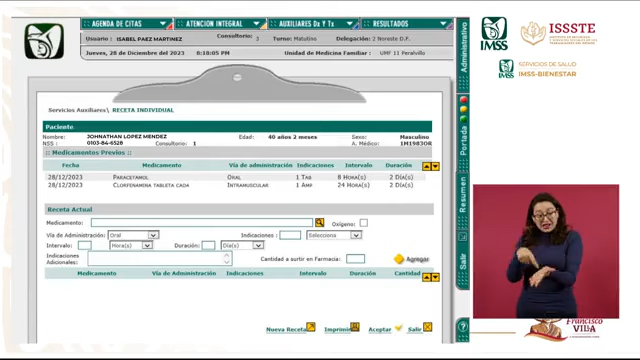 AGENDA DE CITAS
ATENCION INTEGRAL
AUXILIARES Dx Y Tx
RESULTADOS
Usuario : ISABEL PAEZ MARTINEZ
Consultorio : 3
Turno: Matutino
Delegación: 2 Noreste D.F.
Jueves, 28 de Diciembre del 2023
8:18:05 PM
Unidad de Medicina Familiar :
UMF 11 Peralvillo
Servicios Auxiliares\ RECETA INDIVIDUAL
Paciente
Nombre: JOHNATHAN LOPEZ MENDEZ
Edad: 40 años 2 meses
Sexo: Masculino
NSS : 0103-84-6528
Consultorio : 1
A. Médico: 1M1983OR
:: Medicamentos Previos ::
Fecha Medicamento Vía de administración Indicaciones Intervalo Duración
28/12/2023 PARACETAMOL ORAL 1 TAB 8 HORA(S) 2 DÍA(S)
28/12/2023 CLORFENAMINA TABLETA CADA INTRAMUSCULAR 1 AMP 24 HORA(S) 2 DÍA(S)
Receta Actual
Medicamento:
Oxígeno:
Vía de Administración: Oral
Indicaciones : Selecciona
Intervalo: Hora(s)
Duración: Día(s)
Indicaciones Adicionales:
Cantidad a surtir en Farmacia:
Agregar
Medicamento Vía de Administración Indicaciones Intervalo Duración Cantidad
Nueva Receta
Imprimir
Aceptar
Salir
Administrativo
Portada
Resumen
Salir
IMSS
ISSSTE
SERVICIOS DE SALUD
IMSS-BIENESTAR
IMSS
Francisco
VILLA